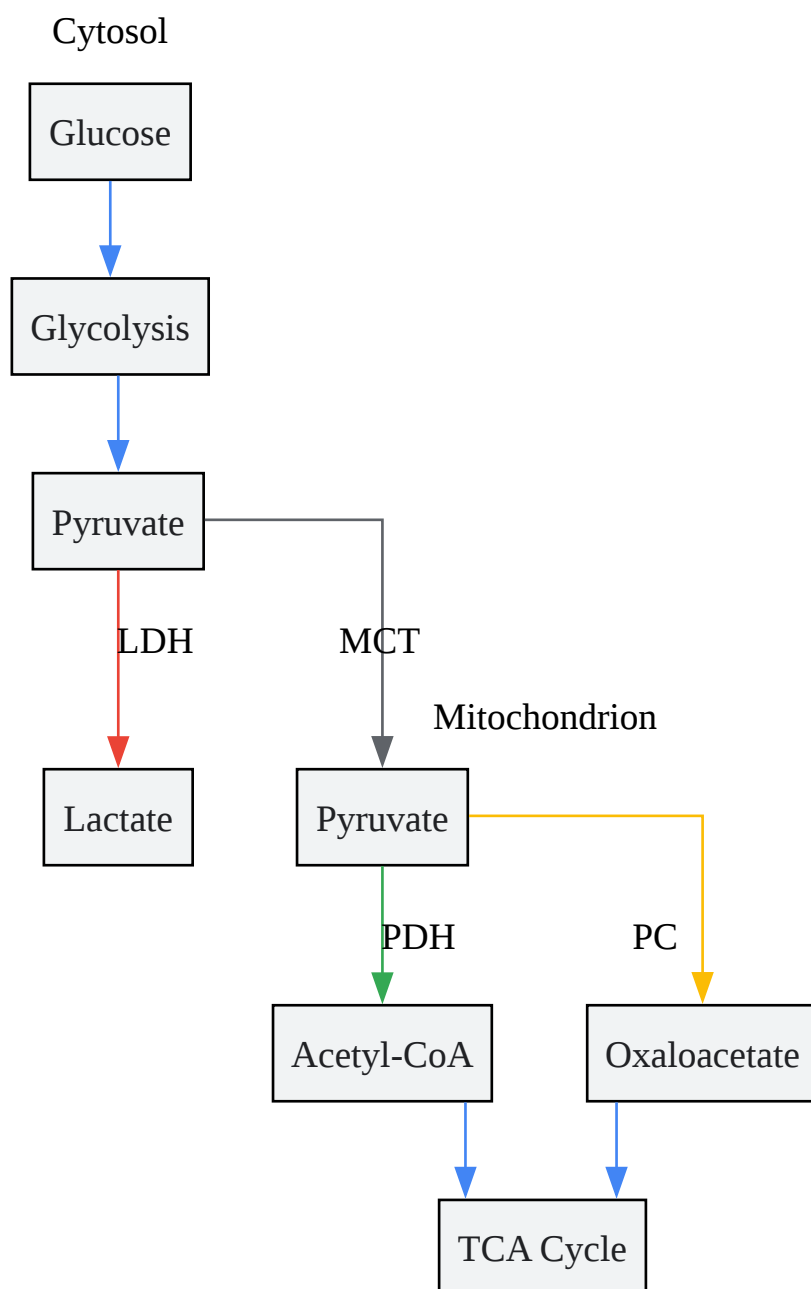 Cytosol
Glucose
Glycolysis
Pyruvate
LDH
MCT
Mitochondrion
Lactate
Pyruvate
PDH
PC
Acetyl-CoA
Oxaloacetate
TCA Cycle